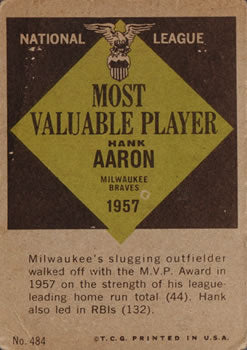 NATIONAL LEAGUE
MOST
VALUABLE PLAYER
HANK
AARON
MILWAUKEE
BRAVES
1957
Milwaukee's slugging outfielder
walked off with the M.V.P. Award in
1957 on the strength of his league-
leading home run total (44). Hank
also led in RBIs (132).
No. 484 ©T.C.G. PRINTED IN U.S.A.